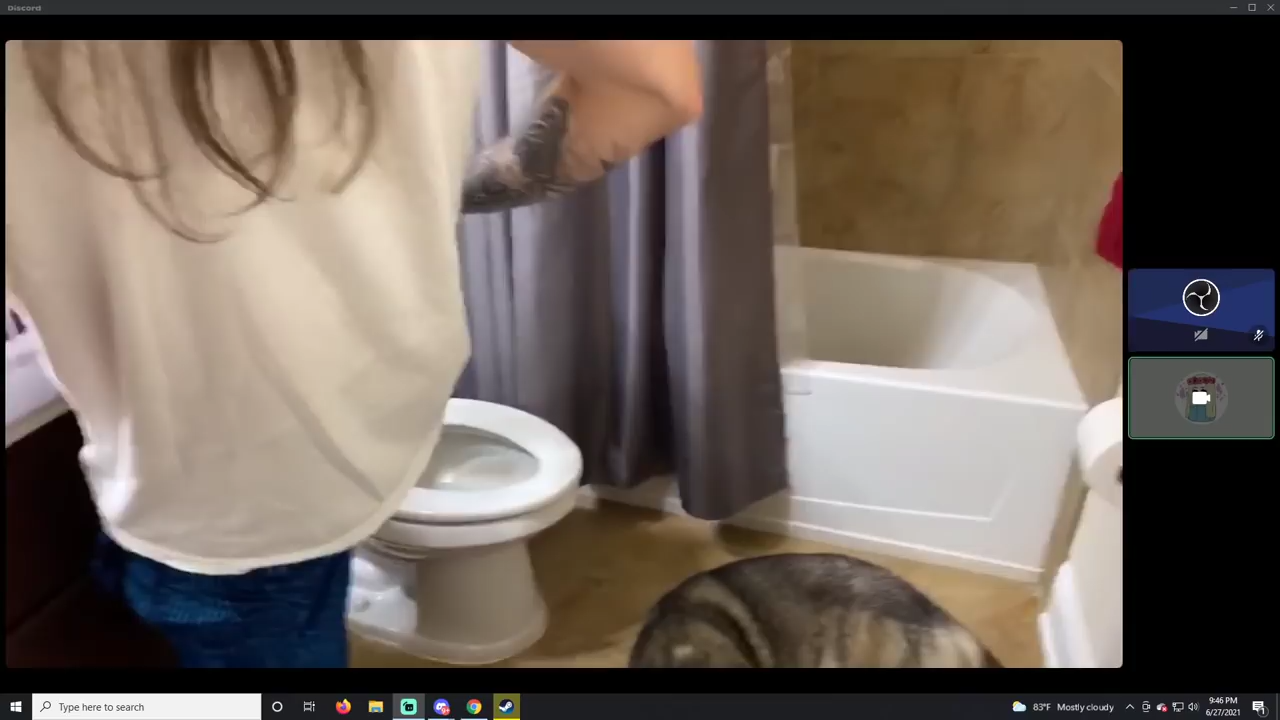 Discord
Type here to search
83°F Mostly cloudy
9:46 PM
6/27/2021